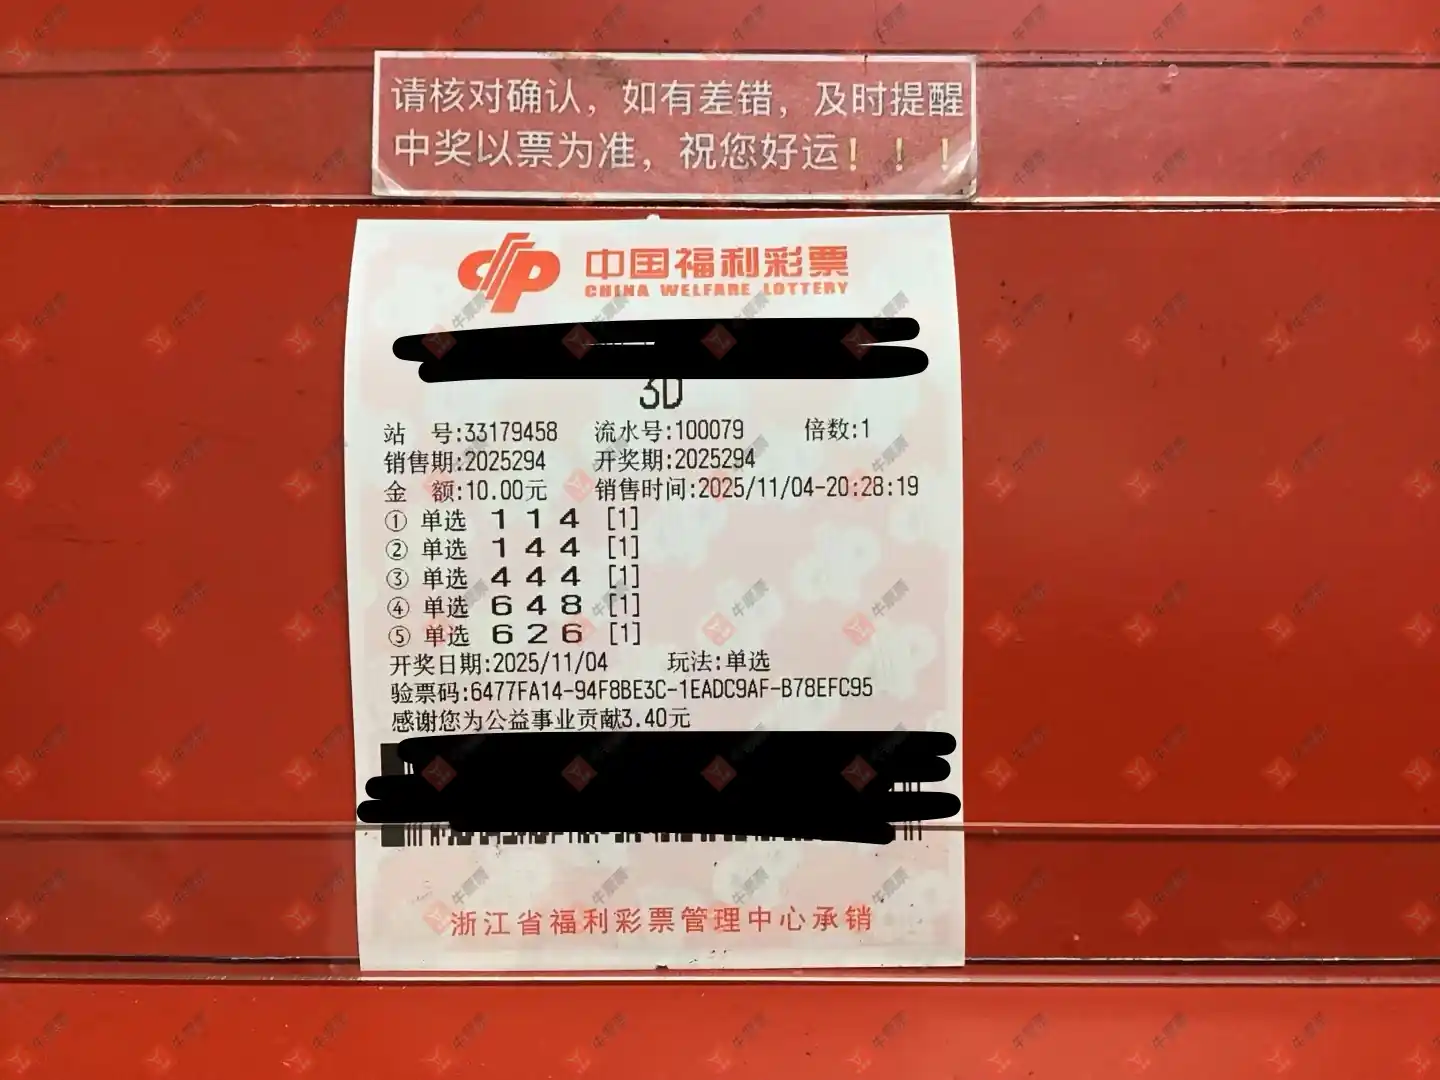 请核对确认，如有差错，及时提醒
中奖以票为准，祝您好运！！！
中国福利彩票
CHINA WELFARE LOTTERY
3D
站 号:33179458 流水号:100079 倍数:1
销售期:2025294 开奖期:2025294
金 额:10.00元 销售时间:2025/11/04-20:28:19
① 单选 1 1 4 [1]
② 单选 1 4 4 [1]
③ 单选 4 4 4 [1]
④ 单选 6 4 8 [1]
⑤ 单选 6 2 6 [1]
开奖日期:2025/11/04 玩法:单选
验票码:6477FA14-94F8BE3C-1EADC9AF-B78EFC95
感谢您为公益事业贡献3.40元
浙江省福利彩票管理中心承销
牛票票